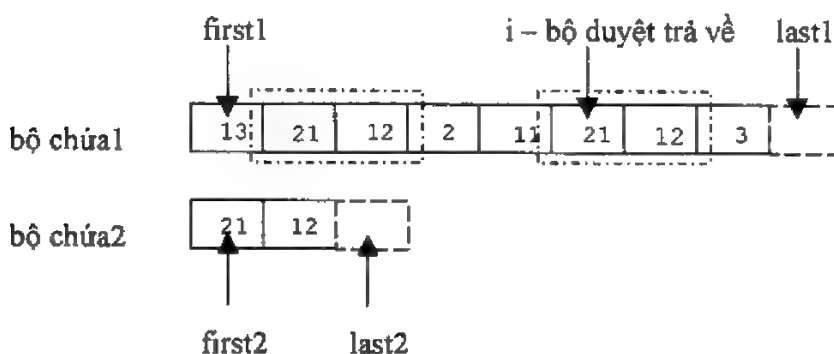 first1 i – bộ duyệt trả về last1
bộ chứa1 13 21 12 2 11 21 12 3
bộ chứa2 21 12
first2 last2